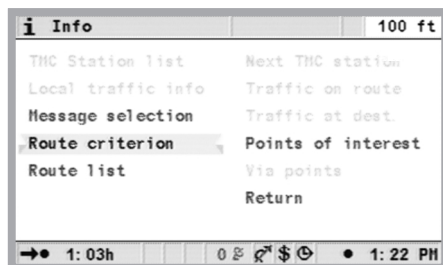 i Info 100 ft
TMC Station list Next TMC station
Local traffic info Traffic on route
Message selection Traffic at dest.
Route criterion Points of interest
Route list Via points
Return
1: 03h 0 $ 1: 22 PM